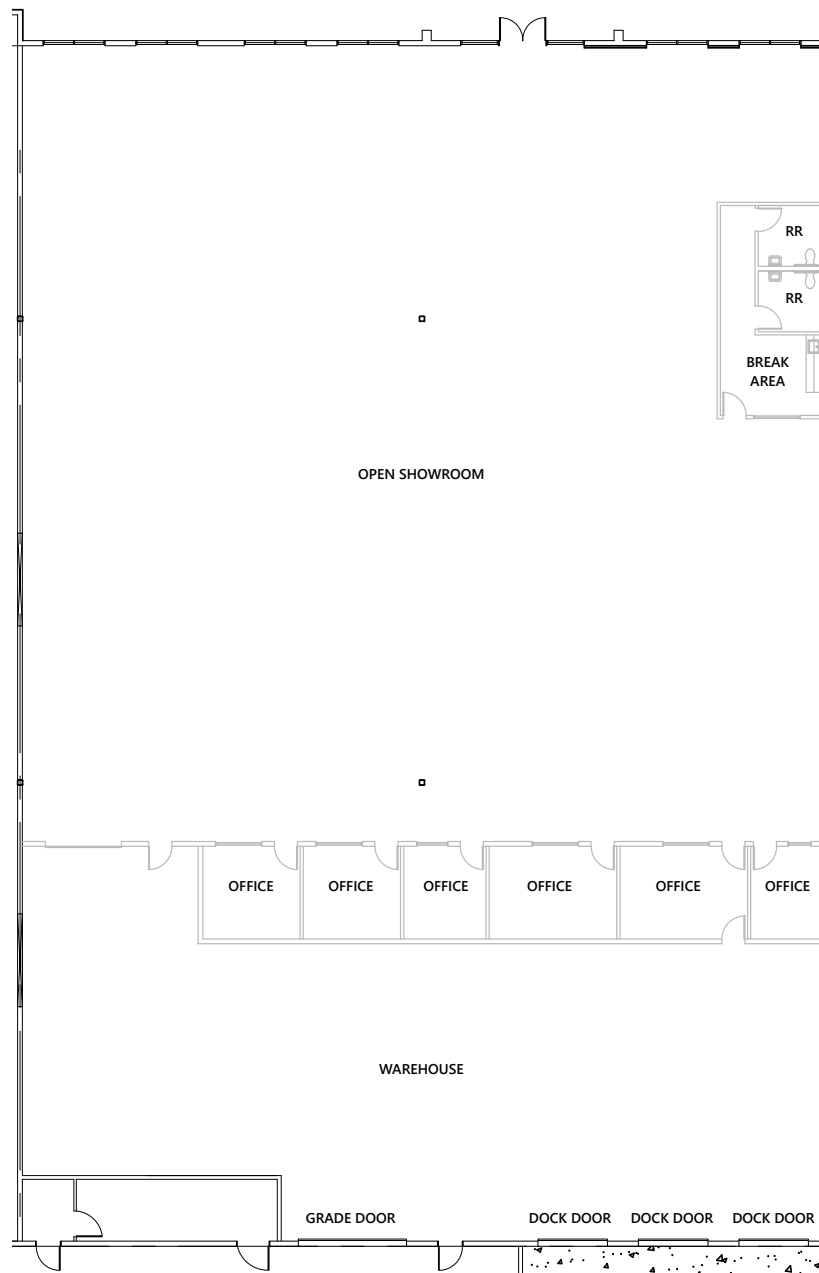 RR
RR
BREAK
AREA
OPEN SHOWROOM
OFFICE
OFFICE
OFFICE
OFFICE
OFFICE
OFFICE
WAREHOUSE
GRADE DOOR
DOCK DOOR
DOCK DOOR
DOCK DOOR